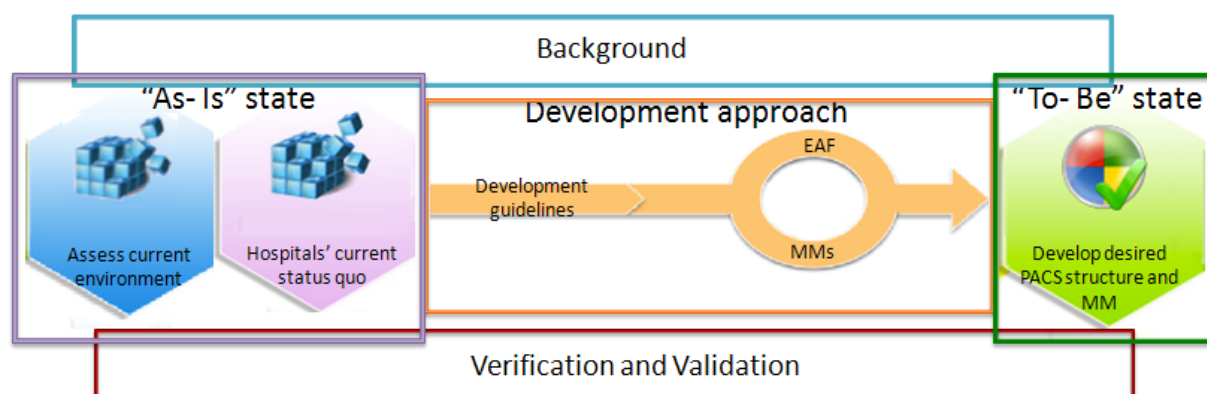 Background
“As- Is” state
Assess current
environment
Hospitals’ current
status quo
Development approach
Development
guidelines
EAF
MMs
“To- Be” state
Develop desired
PACS structure and
MM
Verification and Validation